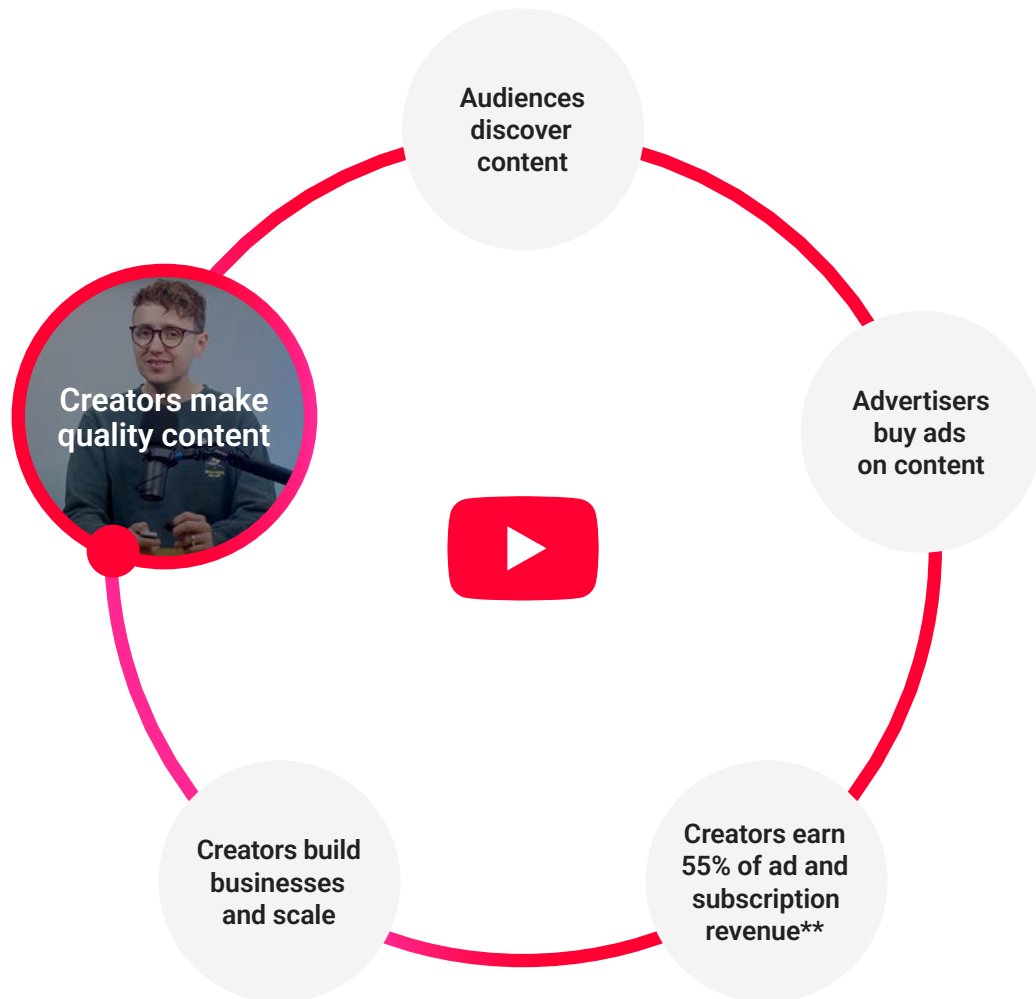 Audiences
discover
content
Creators make
quality content
Advertisers
buy ads
on content
Creators earn
55% of ad and
subscription
revenue**
Creators build
businesses
and scale